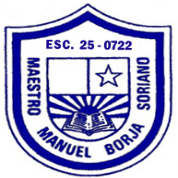 ESC. 25-0722
MAESTRO MANUEL BORJA SORIANO